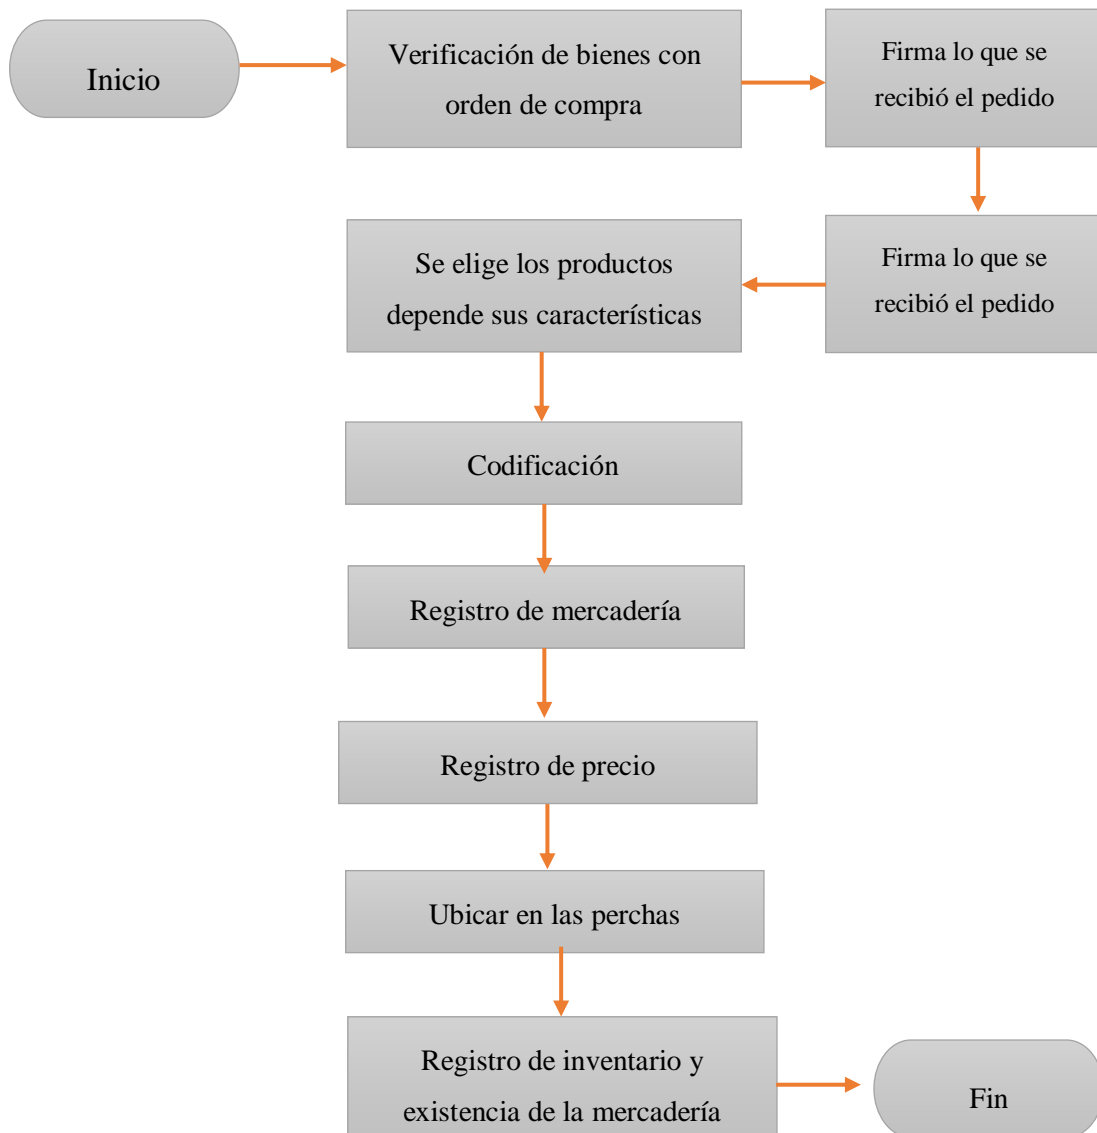 Inicio
Verificación de bienes con
orden de compra
Firma lo que se
recibió el pedido
Firma lo que se
recibió el pedido
Se elige los productos
depende sus características
Codificación
Registro de mercadería
Registro de precio
Ubicar en las perchas
Registro de inventario y
existencia de la mercadería
Fin